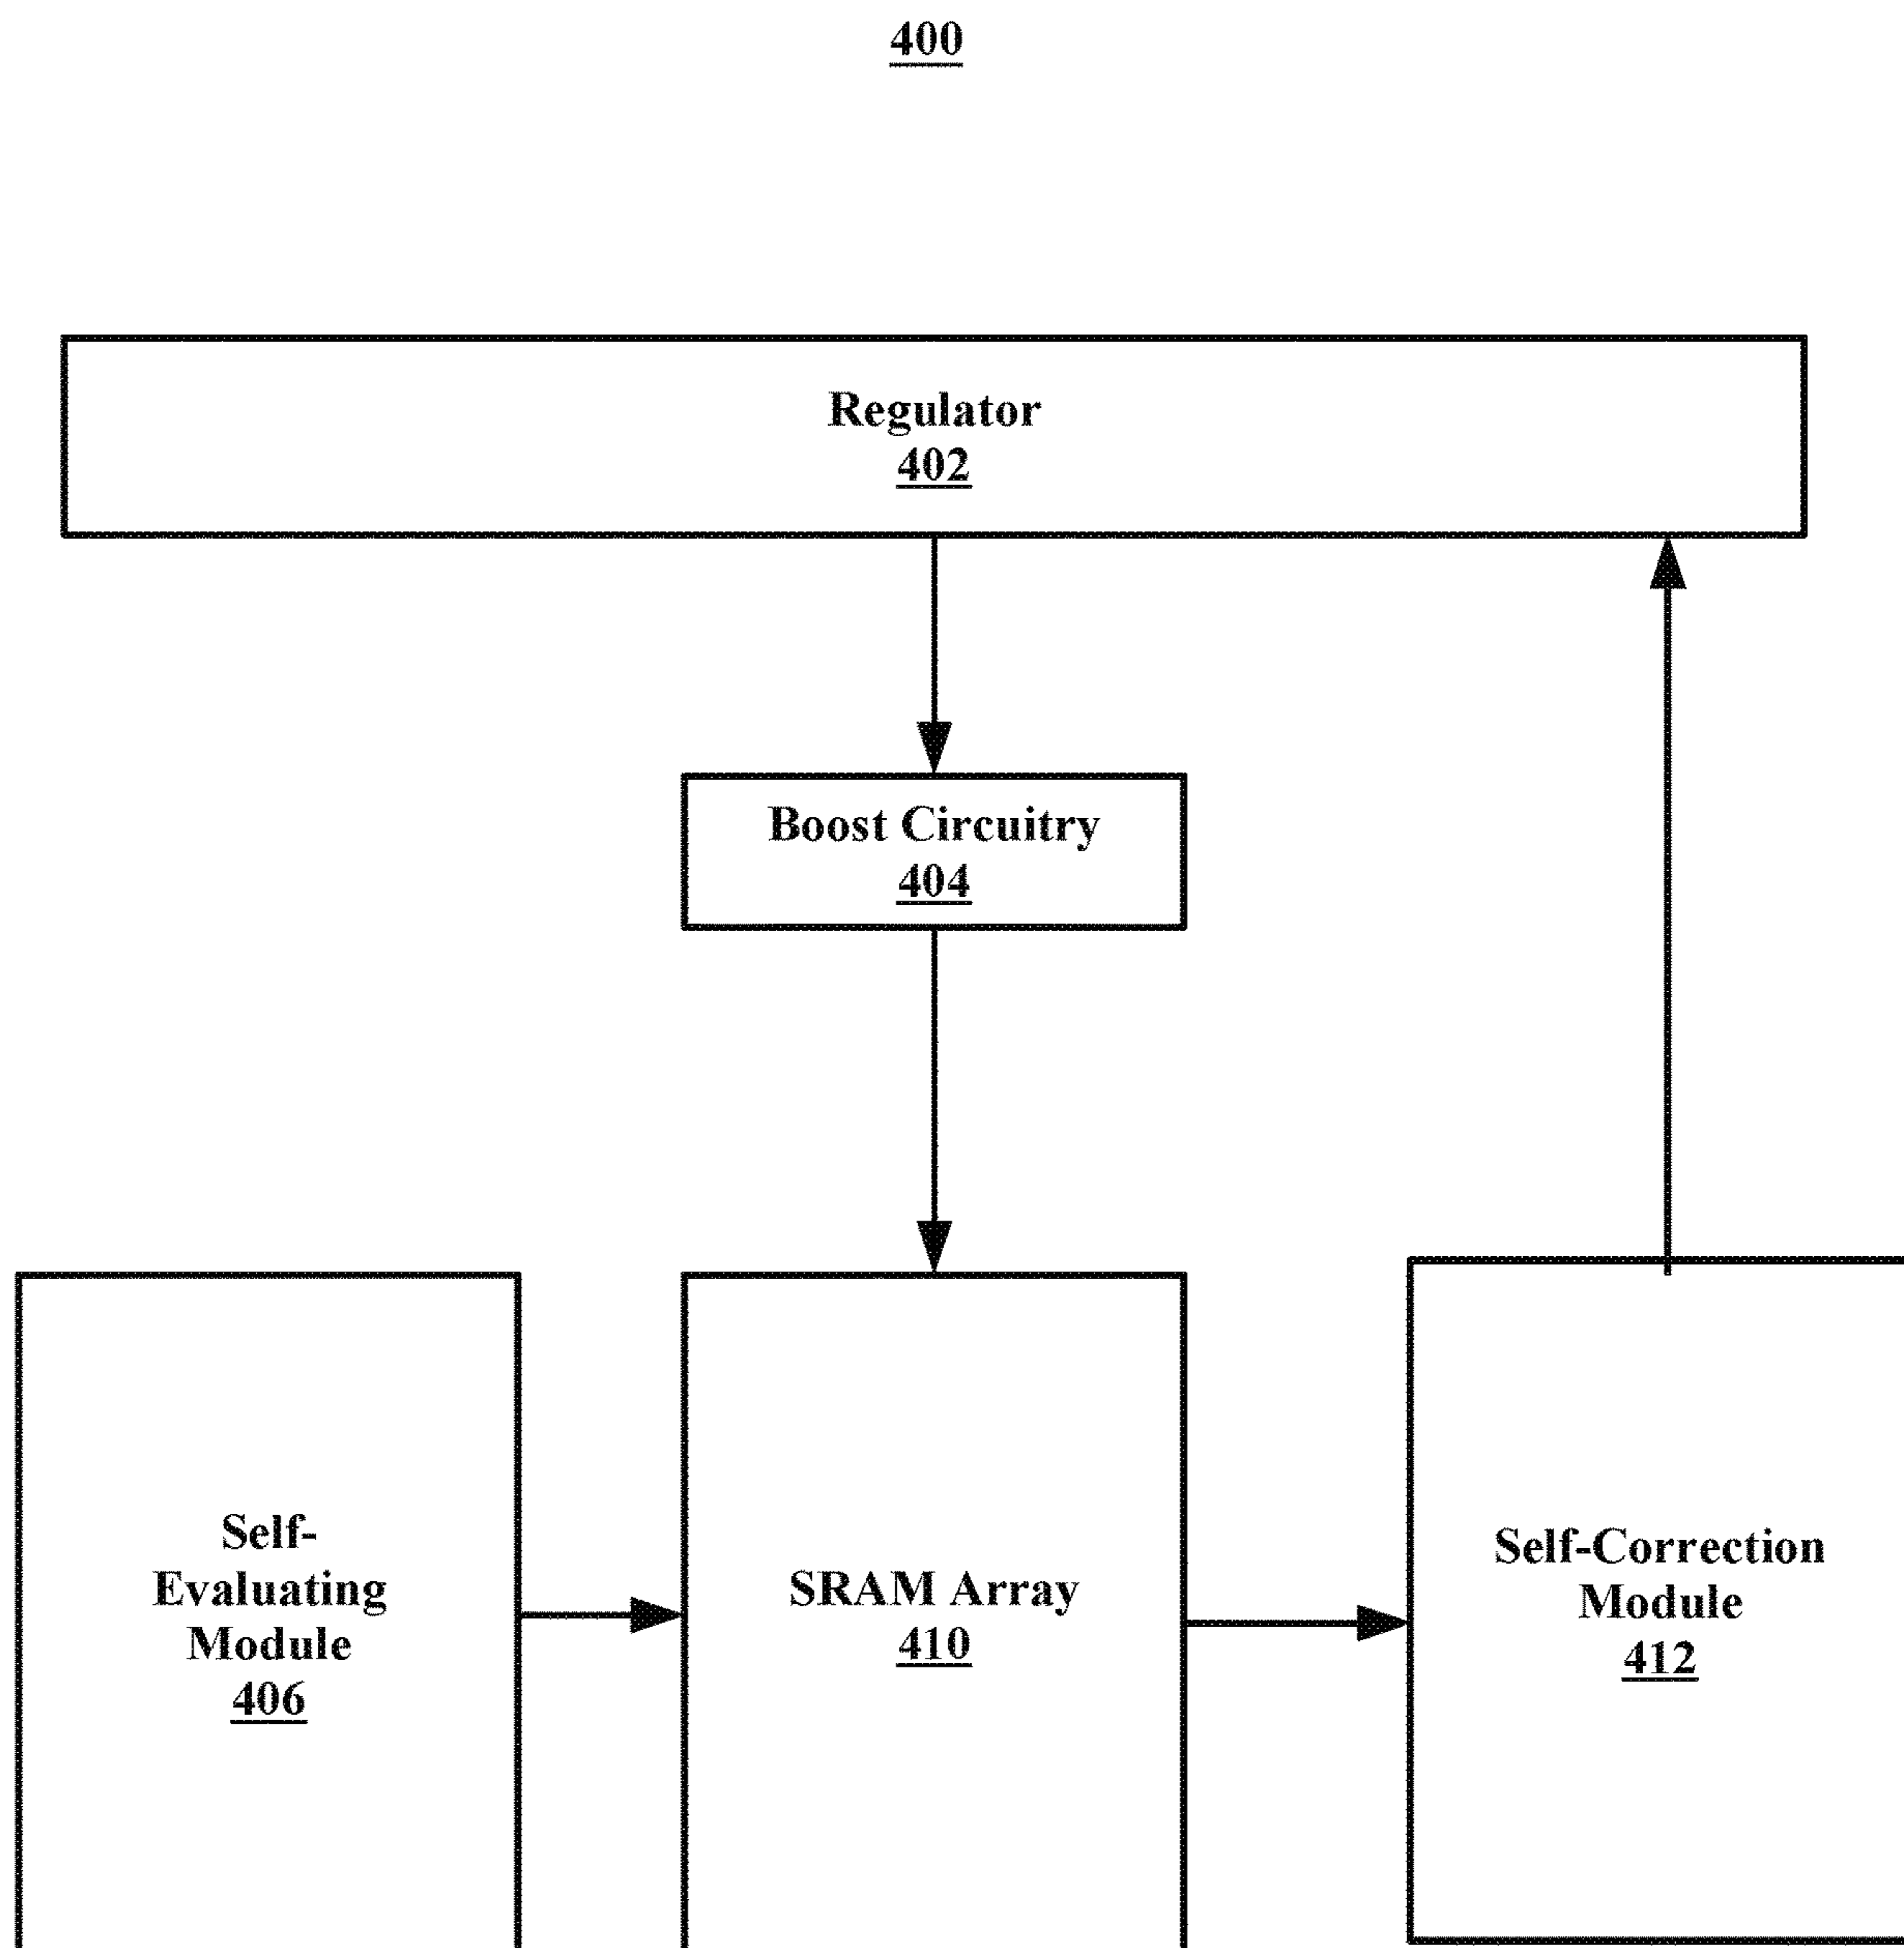 400
Regulator
402
Boost Circuitry
404
Self-
Evaluating
Module
406
SRAM Array
410
Self-Correction
Module
412